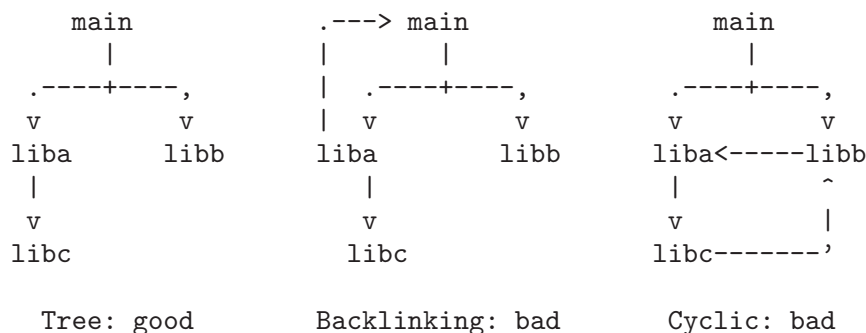 main            .---> main                 main
      |             |      |                     |
 .----+----,        |  .----+----,          .----+----,
 v         v        |  v         v          v         v
liba      libb     liba        libb       liba<-----libb
 |                     |                    |         ^
 v                     v                    v         |
libc                  libc                libc-------’

  Tree: good       Backlinking: bad        Cyclic: bad